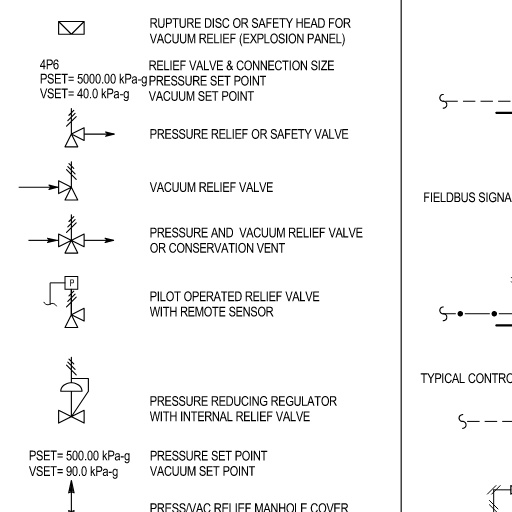 RUPTURE DISC OR SAFETY HEAD FOR
VACUUM RELIEF (EXPLOSION PANEL)
4P6 RELIEF VALVE & CONNECTION SIZE
PSET= 5000.00 kPa-g PRESSURE SET POINT
VSET= 40.0 kPa-g VACUUM SET POINT
PRESSURE RELIEF OR SAFETY VALVE
VACUUM RELIEF VALVE
PRESSURE AND VACUUM RELIEF VALVE
OR CONSERVATION VENT
P
PILOT OPERATED RELIEF VALVE
WITH REMOTE SENSOR
PRESSURE REDUCING REGULATOR
WITH INTERNAL RELIEF VALVE
PSET= 500.00 kPa-g PRESSURE SET POINT
VSET= 90.0 kPa-g VACUUM SET POINT
PRESS/VAC RELIEF MANHOLE COVER
FIELDBUS SIGNA
TYPICAL CONTRO